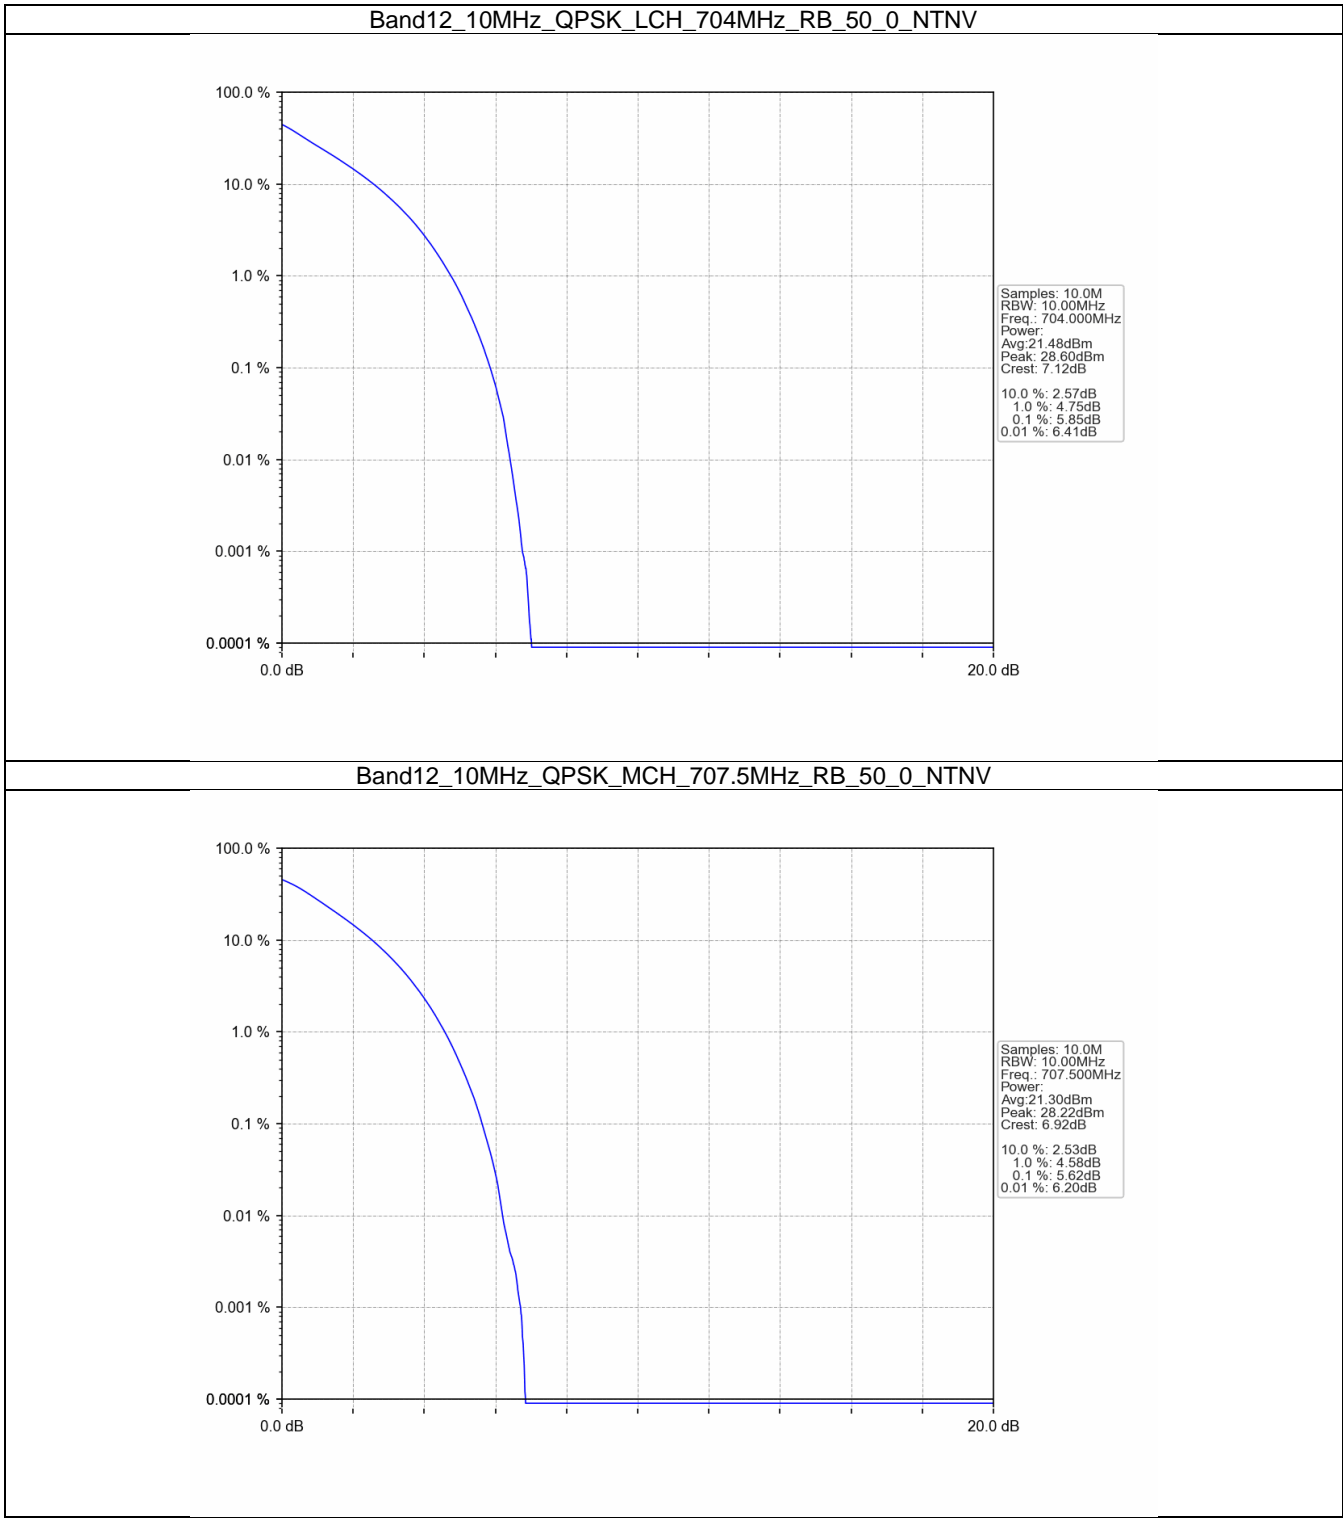 Band12_10MHz_QPSK_LCH_704MHz_RB_50_0_NTNV
100.0 %
10.0 %
1.0 %
0.1 %
0.01 %
0.001 %
0.0001 %
0.0 dB
20.0 dB
Samples: 10.0M
RBW: 10.00MHz
Freq.: 704.000MHz
Power:
Avg:21.48dBm
Peak: 28.60dBm
Crest: 7.12dB
10.0 %: 2.57dB
1.0 %: 4.75dB
0.1 %: 5.85dB
0.01 %: 6.41dB
Band12_10MHz_QPSK_MCH_707.5MHz_RB_50_0_NTNV
100.0 %
10.0 %
1.0 %
0.1 %
0.01 %
0.001 %
0.0001 %
0.0 dB
20.0 dB
Samples: 10.0M
RBW: 10.00MHz
Freq.: 707.500MHz
Power:
Avg:21.30dBm
Peak: 28.22dBm
Crest: 6.92dB
10.0 %: 2.53dB
1.0 %: 4.58dB
0.1 %: 5.62dB
0.01 %: 6.20dB